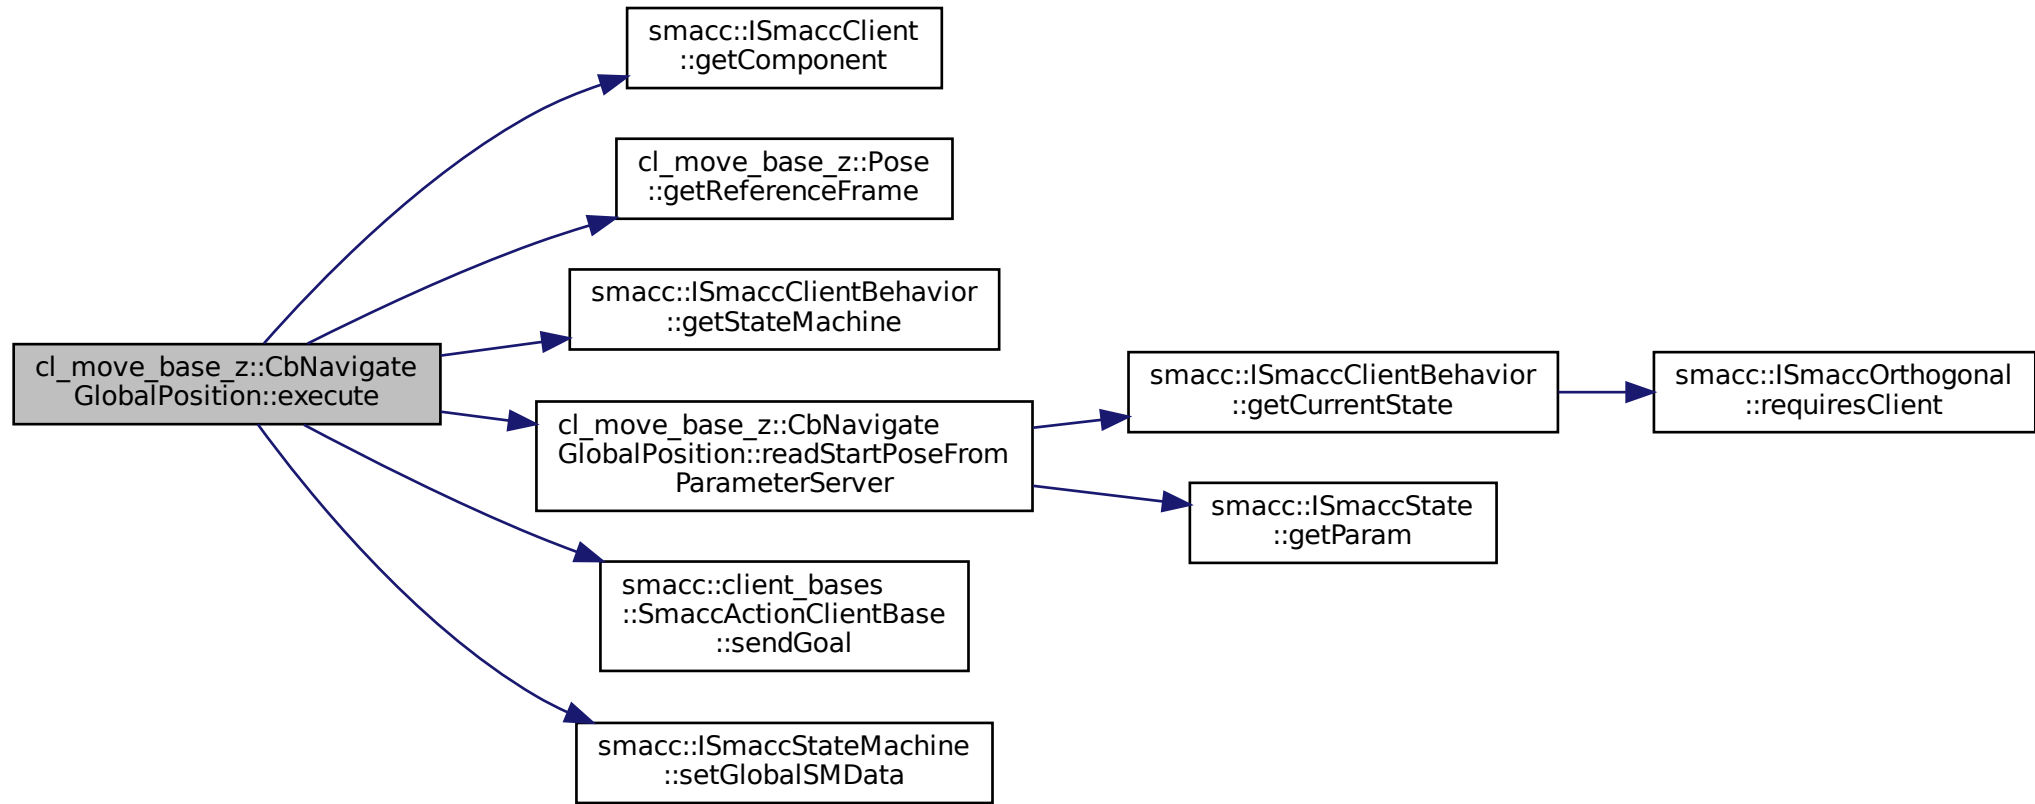 smacc::ISmaccClient
::getComponent
cl_move_base_z::Pose
::getReferenceFrame
smacc::ISmaccClientBehavior
::getStateMachine
cl_move_base_z::CbNavigate
GlobalPosition::execute
cl_move_base_z::CbNavigate
GlobalPosition::readStartPoseFrom
ParameterServer
smacc::ISmaccClientBehavior
::getCurrentState
smacc::ISmaccOrthogonal
::requiresClient
smacc::ISmaccState
::getParam
smacc::client_bases
::SmaccActionClientBase
::sendGoal
smacc::ISmaccStateMachine
::setGlobalSMData